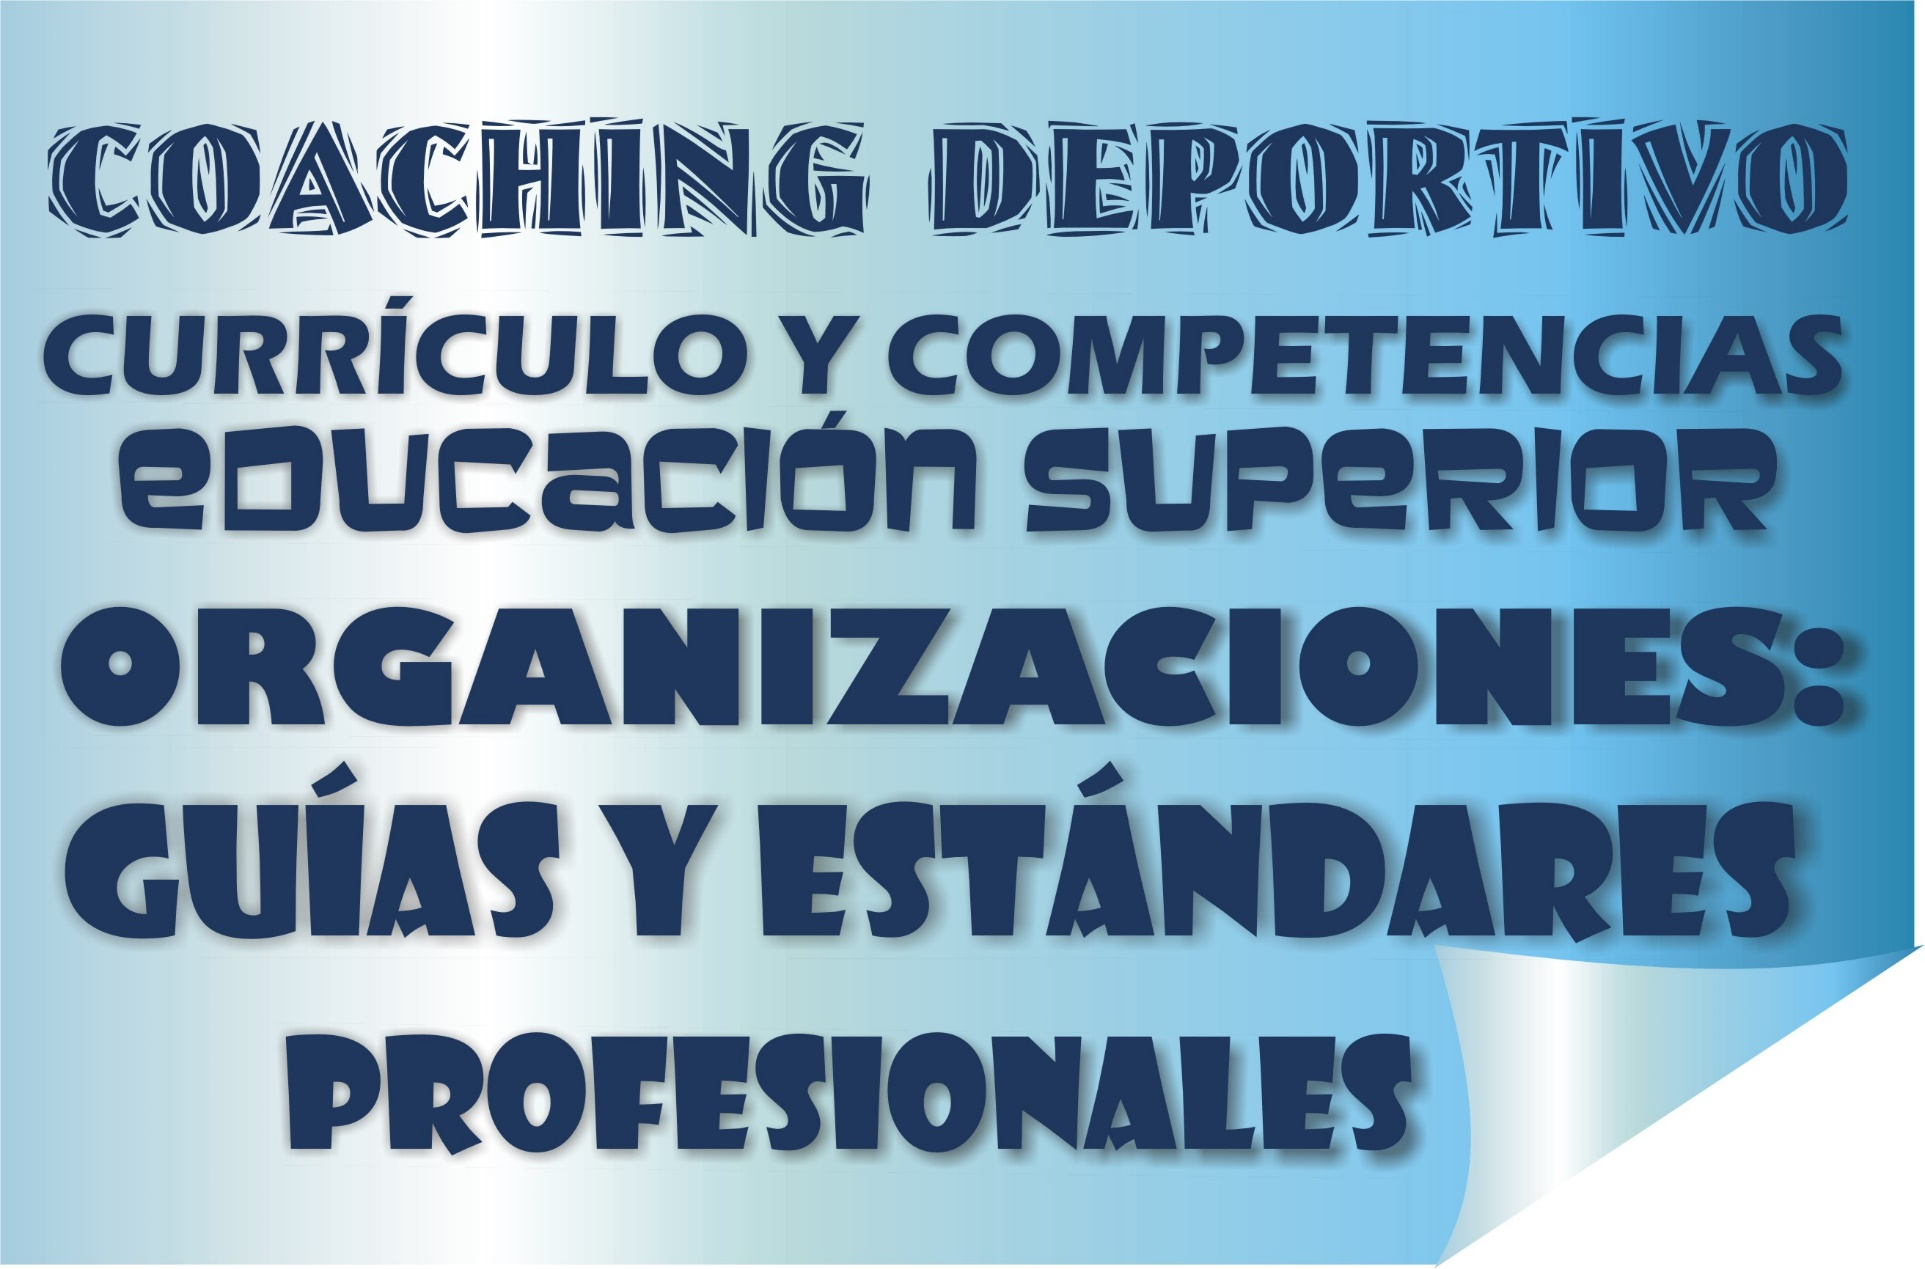 COACHING DEPORTIVO
CURRÍCULO Y COMPETENCIAS
eDUCaCIÓn SUPeRIOR
ORGANIZACIONES:
GUÍAS Y ESTÁNDARES
PROFESIONALES